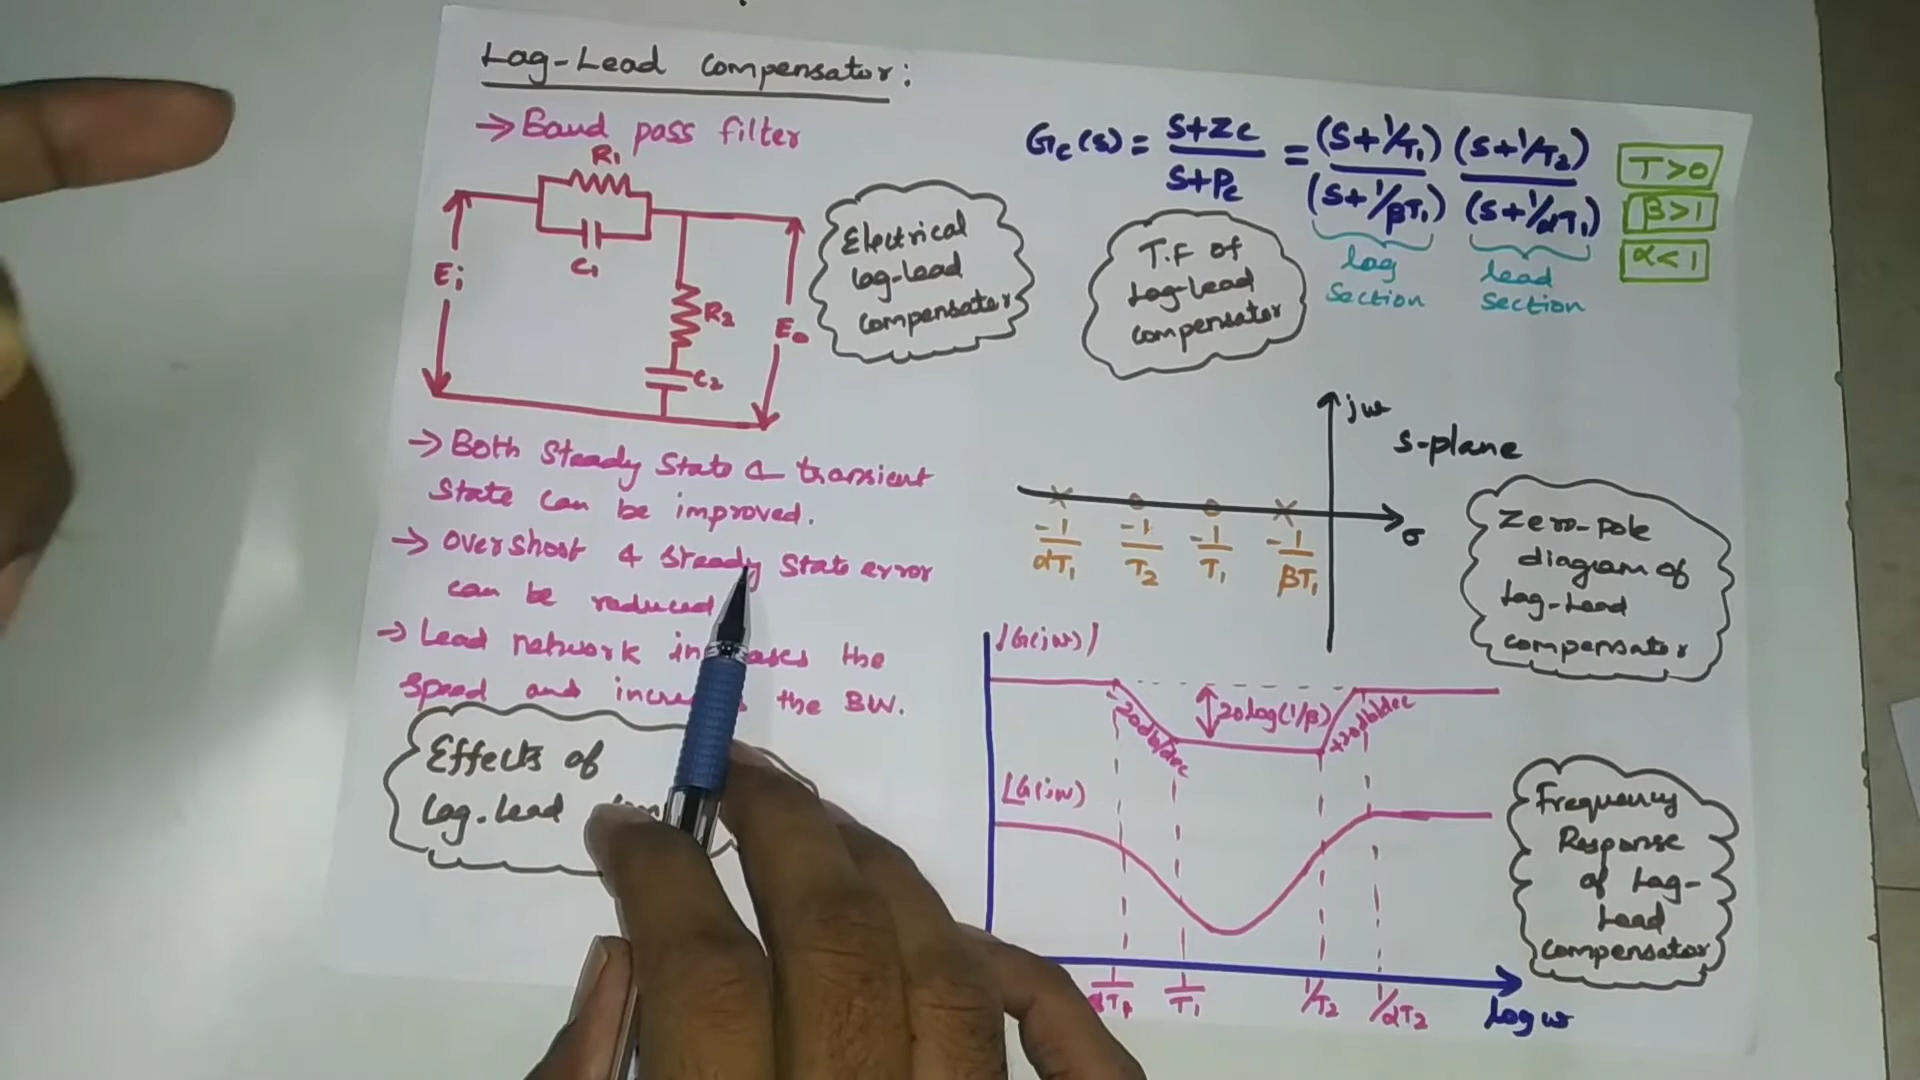 Lag-Lead Compensator:
→ Band pass filter
R₁
C₁
Ei
R₂
C₂
Eo
Electrical
lag-lead
compensator
→ Both Steady State & transient
State can be improved.
→ Overshoot & Steady State error
can be reduced
→ Lead network the
Speed and the BW.
Effects of
Lag-lead
Gc(s) = S+Zc / S+Pc = (S+1/T₁) (S+1/T₂) / (S+1/βT₁) (S+1/αT₁)
lag section
lead section
T>0
β>1
α<1
T.F of
Lag-Lead
compensator
jω
S-plane
σ
-1/αT₁ -1/T₂ -1/T₁ -1/βT₁
Zero-pole
diagram of
Lag-Lead
compensator
|G(jω)|
-20db/dec
20log(1/β)
+20db/dec
∠G(jω)
1/T₁ 1/T₂ 1/αT₂
log ω
Frequency
Response
of Lag-
Lead
compensator